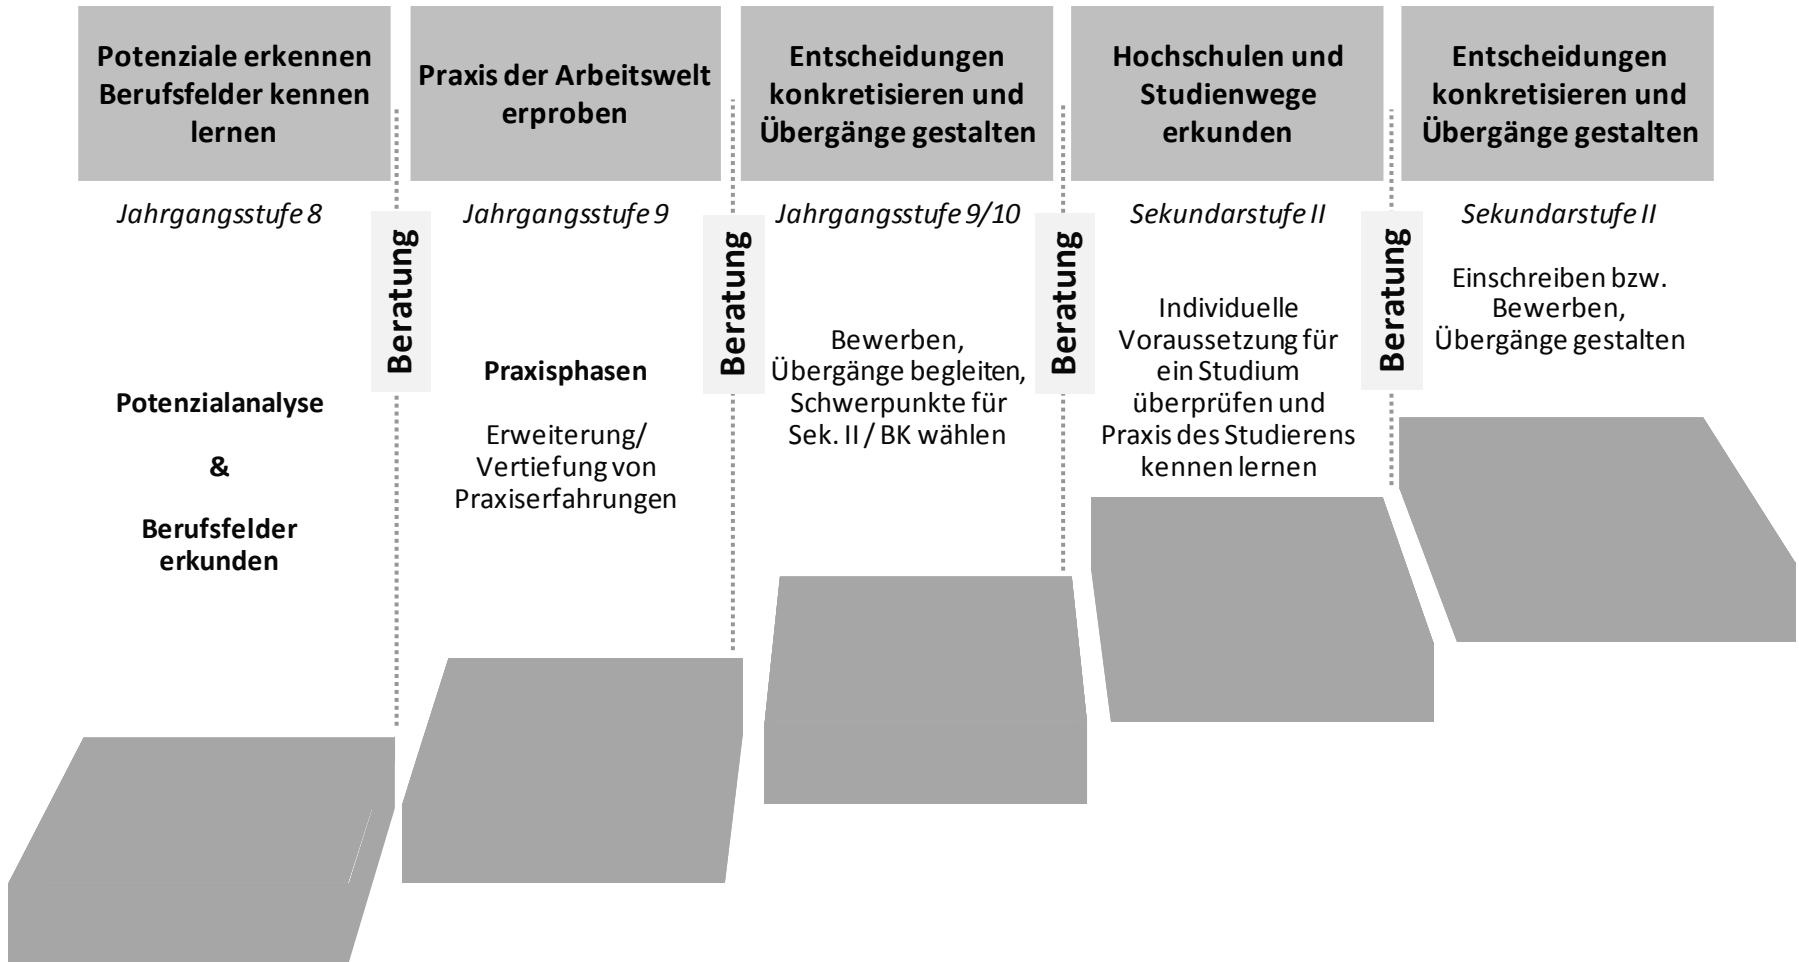 Potenziale erkennen
Berufsfelder kennen
lernen
Praxis der Arbeitswelt
erproben
Entscheidungen
konkretisieren und
Übergänge gestalten
Hochschulen und
Studienwege
erkunden
Entscheidungen
konkretisieren und
Übergänge gestalten
Jahrgangsstufe 8
Beratung
Jahrgangsstufe 9
Beratung
Jahrgangsstufe 9/10
Beratung
Sekundarstufe II
Beratung
Sekundarstufe II
Potenzialanalyse
&
Berufsfelder
erkunden
Praxisphasen
Erweiterung/
Vertiefung von
Praxiserfahrungen
Bewerben,
Übergänge begleiten,
Schwerpunkte für
Sek. II / BK wählen
Individuelle
Voraussetzung für
ein Studium
überprüfen und
Praxis des Studierens
kennen lernen
Einschreiben bzw.
Bewerben,
Übergänge gestalten